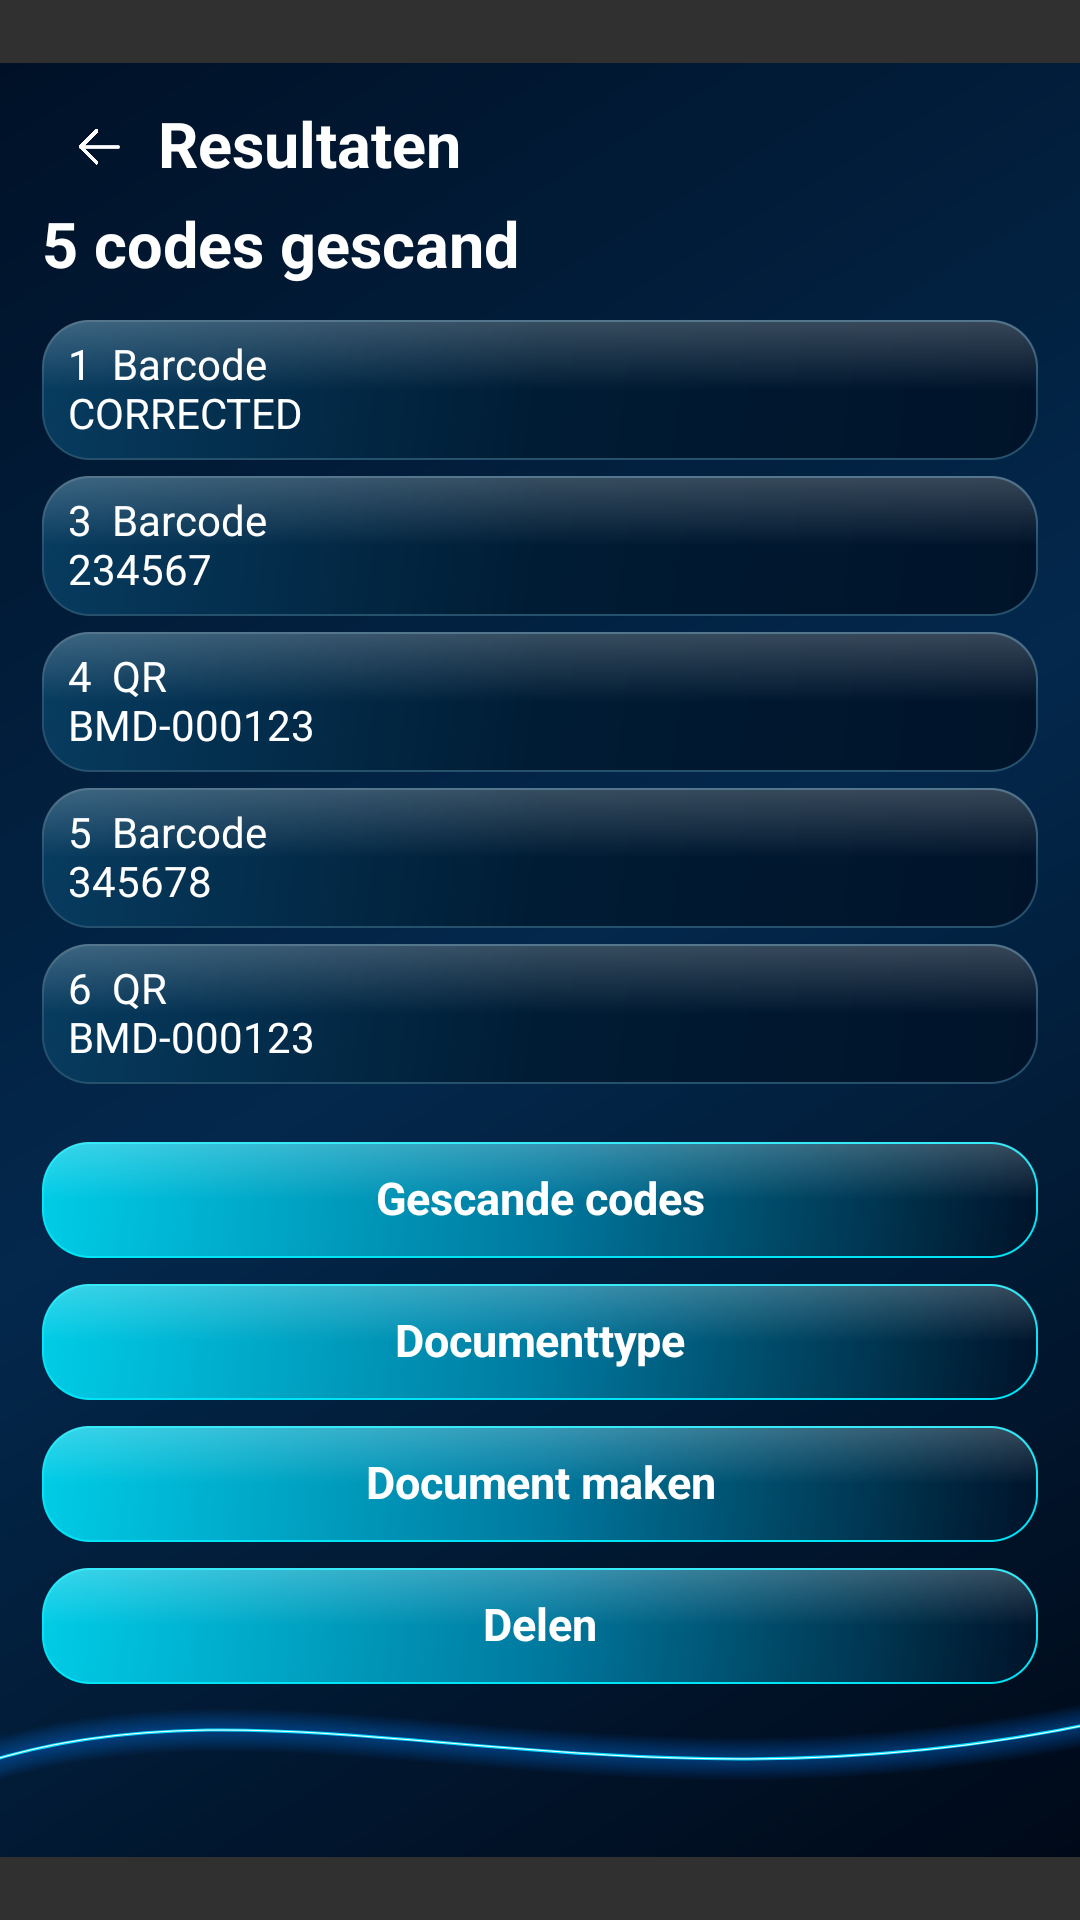 Resultaten
5 codes gescand
1 Barcode
CORRECTED
3 Barcode
234567
4 QR
BMD-000123
5 Barcode
345678
6 QR
BMD-000123
Gescande codes
Documenttype
Document maken
Delen